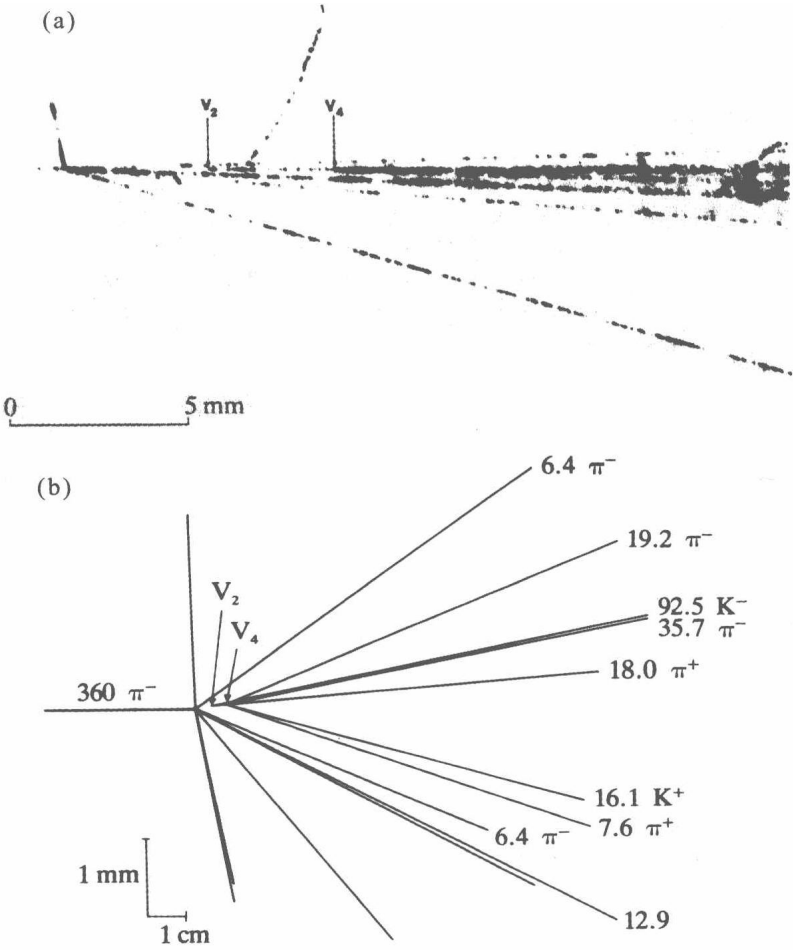 (a)
V₂
V₄
0
5 mm
(b)
6.4 π⁻
19.2 π⁻
V₂
92.5 K⁻
35.7 π⁻
V₄
18.0 π⁺
360 π⁻
16.1 K⁺
7.6 π⁺
6.4 π⁻
1 mm
12.9
1 cm